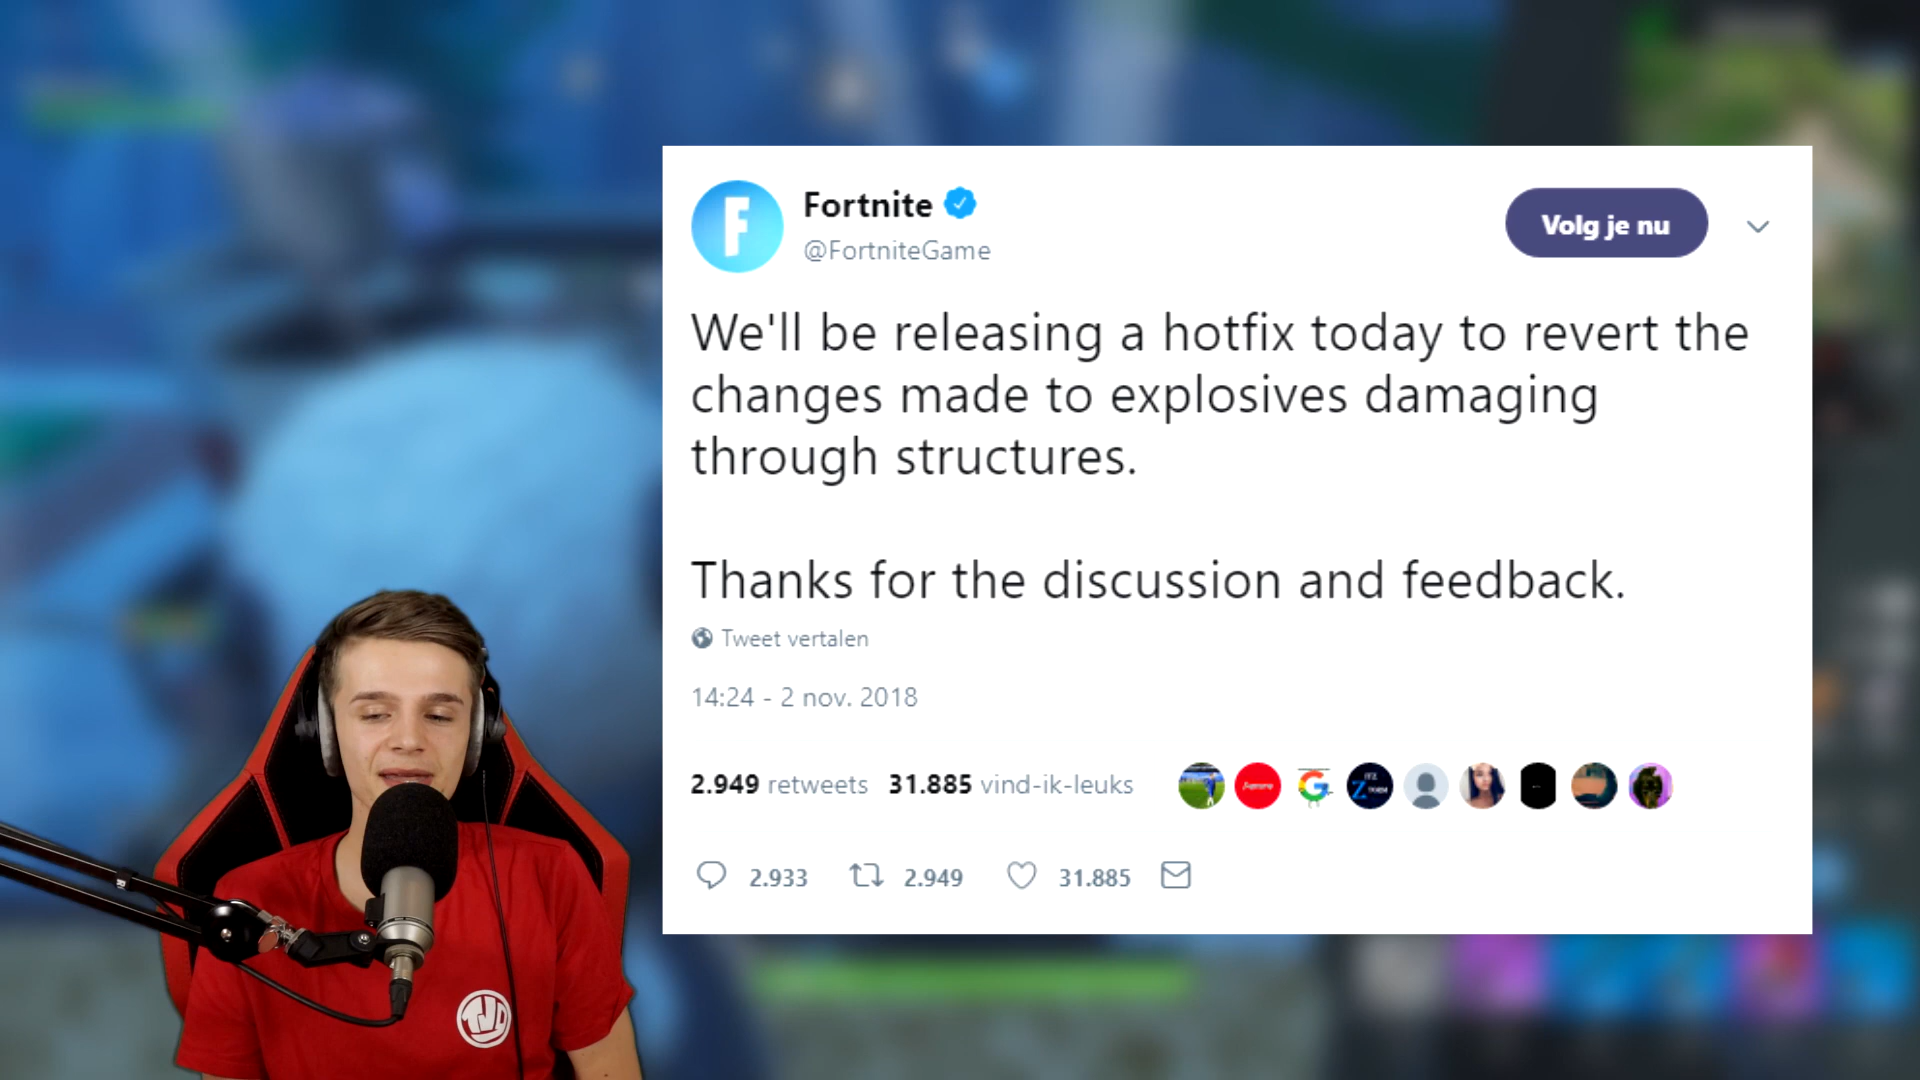 Fortnite
@FortniteGame
Volg je nu
We'll be releasing a hotfix today to revert the
changes made to explosives damaging
through structures.
Thanks for the discussion and feedback.
Tweet vertalen
14:24 - 2 nov. 2018
2.949 retweets 31.885 vind-ik-leuks
2.933 2.949 31.885